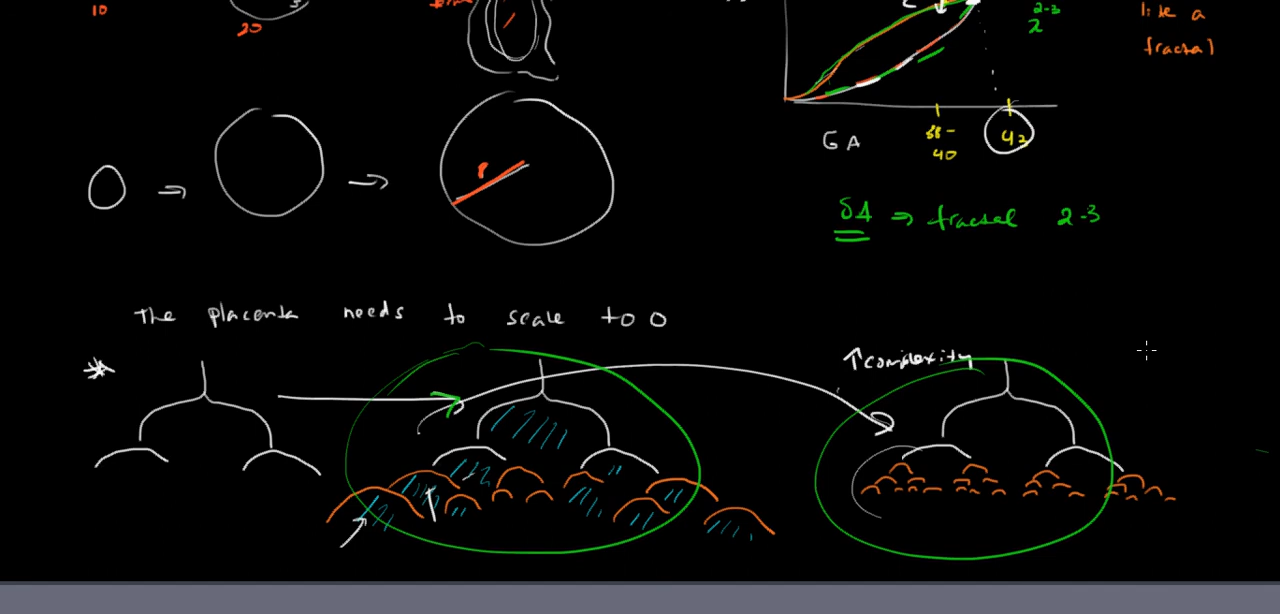 10
20
2-3
2
like a
fractal
r
GA
38-
40
42
SA ⇒ fractal 2-3
The placenta needs to scale too
↑complexity